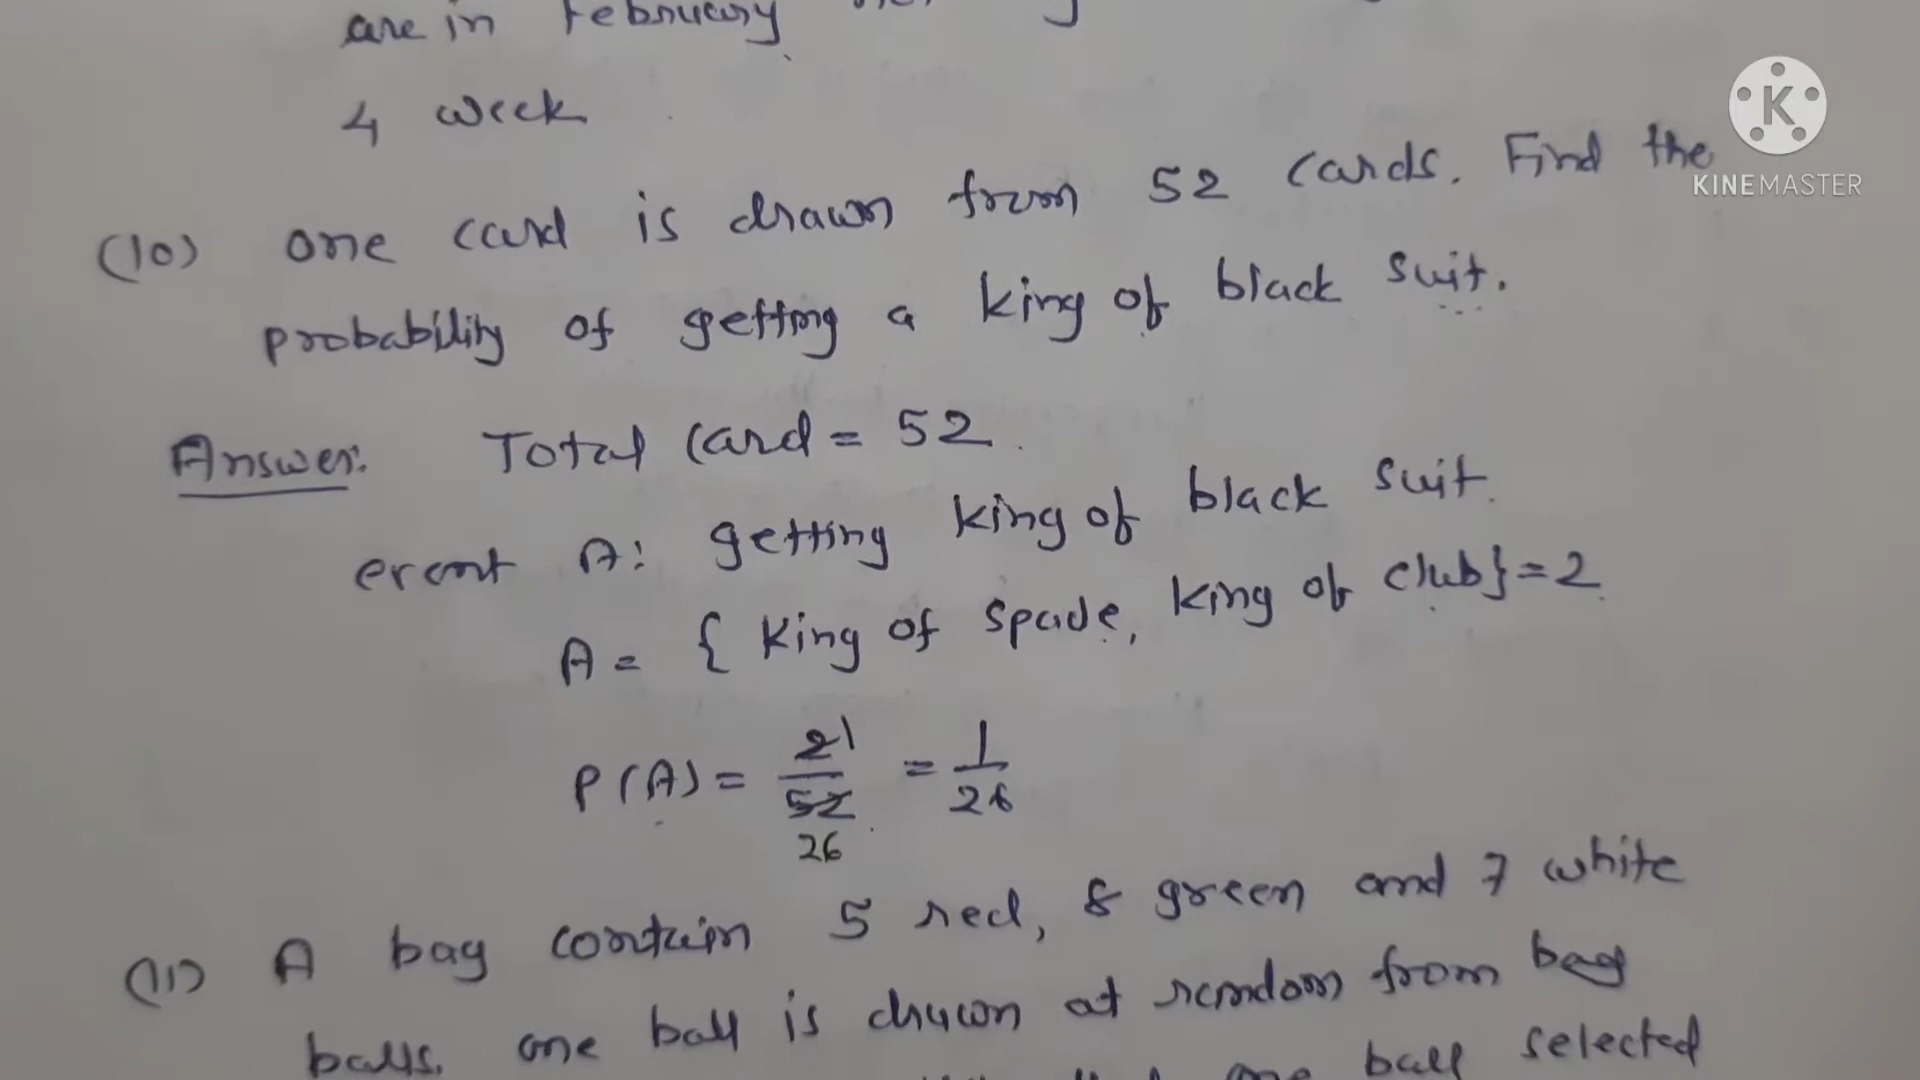 are in February
4 week
K
KINEMASTER
(10) one card is drawn from 52 cards. Find the
probability of getting a king of black suit.
Answer: Total card = 52.
event A: getting king of black suit.
A = { king of spade, king of club} = 2
P(A) = 2/52 1/26 = 1/26
(11) A bag contain 5 red, 8 green and 7 white
balls. one ball is drawn at random from bag
one ball selected